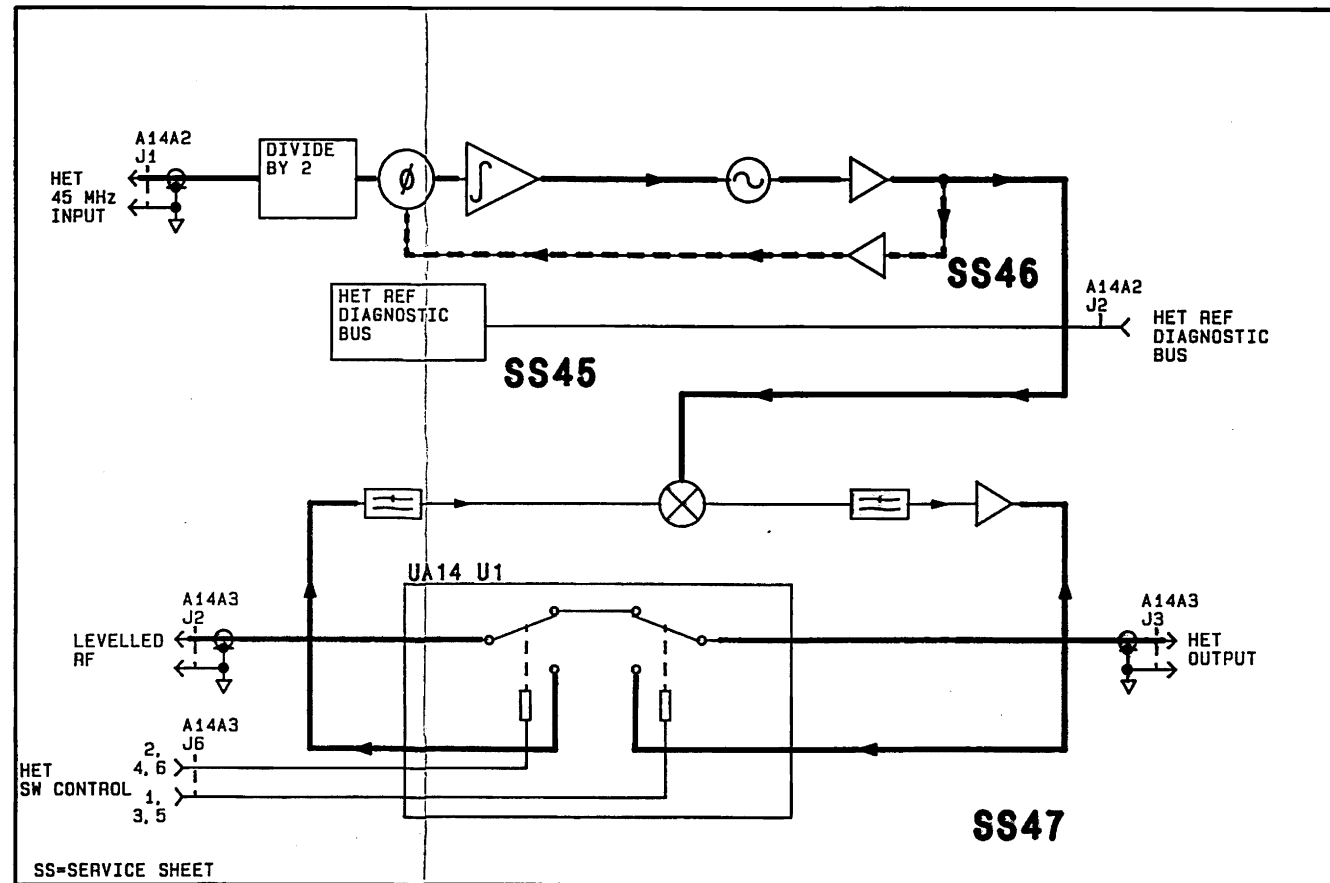 A14A2
J1
HET
45 MHz
INPUT
DIVIDE
BY 2
ϕ
∫
SS46
HET REF
DIAGNOSTIC
BUS
A14A2
J2
HET REF
DIAGNOSTIC
BUS
SS45
UA14 U1
A14A3
J2
LEVELLED
RF
A14A3
J3
HET
OUTPUT
A14A3
J6
2,
4,6
HET
SW CONTROL
1,
3,5
SS47
SS=SERVICE SHEET